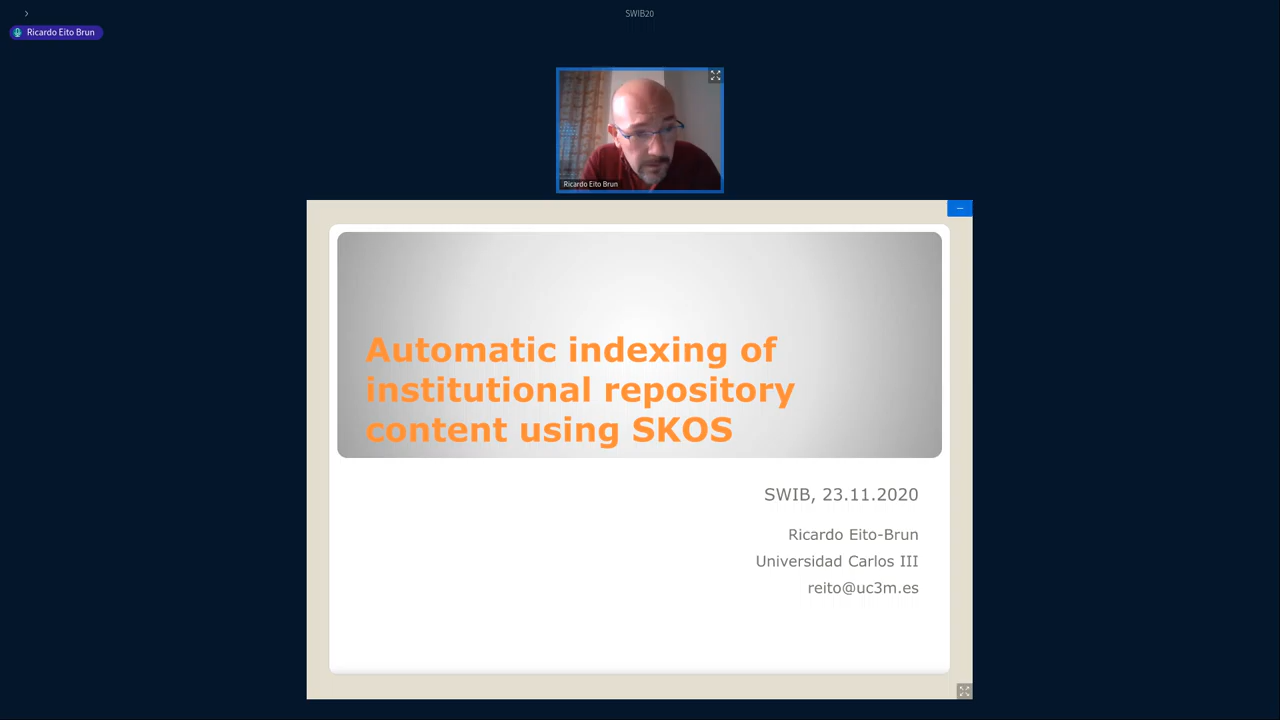 SWIB20
Ricardo Eito Brun
Ricardo Eito Brun
Automatic indexing of
institutional repository
content using SKOS
SWIB, 23.11.2020
Ricardo Eito-Brun
Universidad Carlos III
reito@uc3m.es